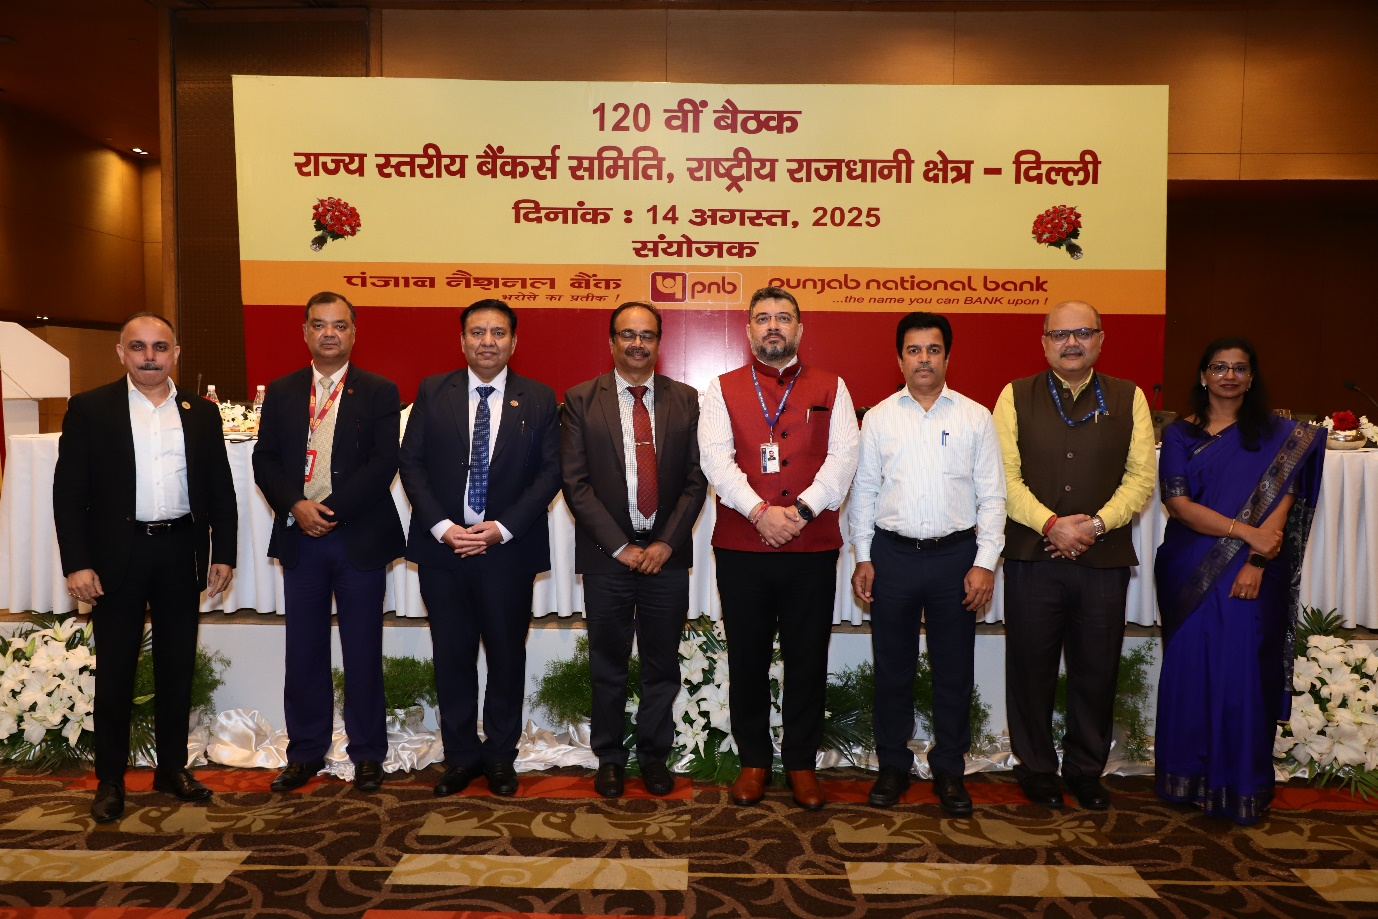 120 वीं बैठक
राज्य स्तरीय बैंकर्स समिति, राष्ट्रीय राजधानी क्षेत्र - दिल्ली
दिनांक : 14 अगस्त, 2025
संयोजक
पंजाब नैशनल बैंक pnb punjab national bank
भरोसे का प्रतीक ! ...the name you can BANK upon !